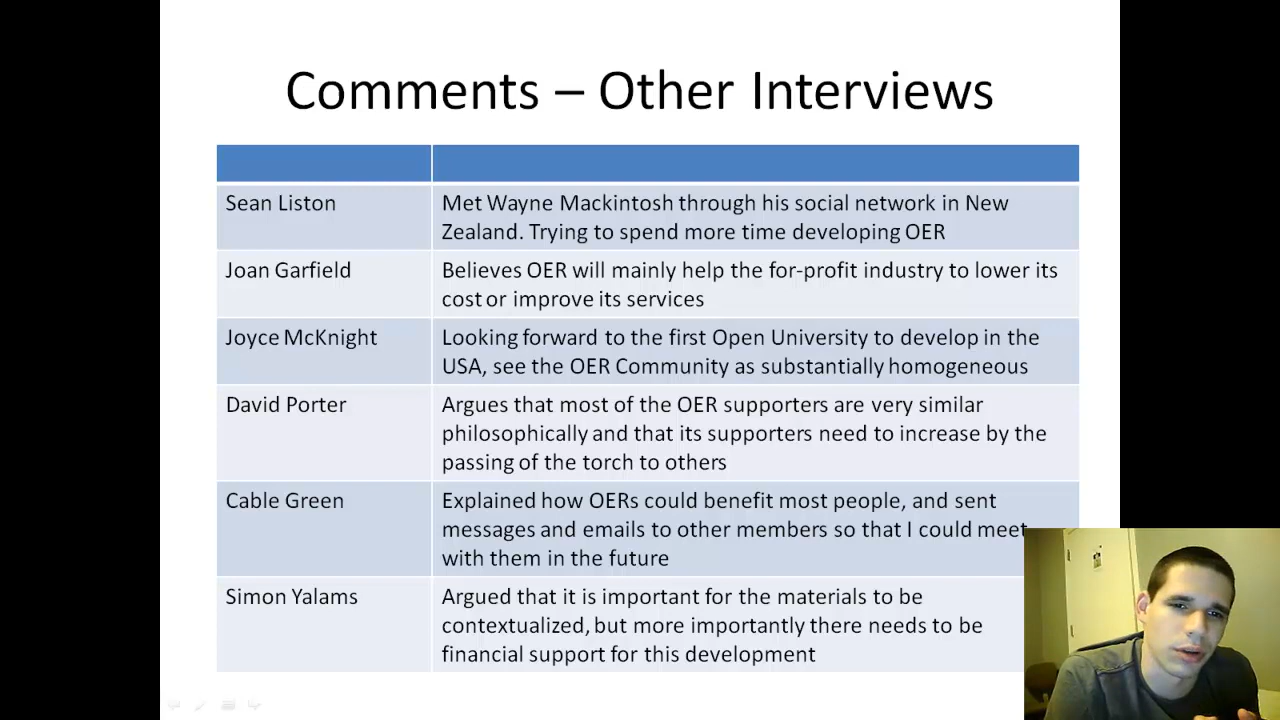 Comments – Other Interviews
Sean Liston
Met Wayne Mackintosh through his social network in New
Zealand. Trying to spend more time developing OER
Joan Garfield
Believes OER will mainly help the for-profit industry to lower its
cost or improve its services
Joyce McKnight
Looking forward to the first Open University to develop in the
USA, see the OER Community as substantially homogeneous
David Porter
Argues that most of the OER supporters are very similar
philosophically and that its supporters need to increase by the
passing of the torch to others
Cable Green
Explained how OERs could benefit most people, and sent
messages and emails to other members so that I could meet
with them in the future
Simon Yalams
Argued that it is important for the materials to be
contextualized, but more importantly there needs to be
financial support for this development